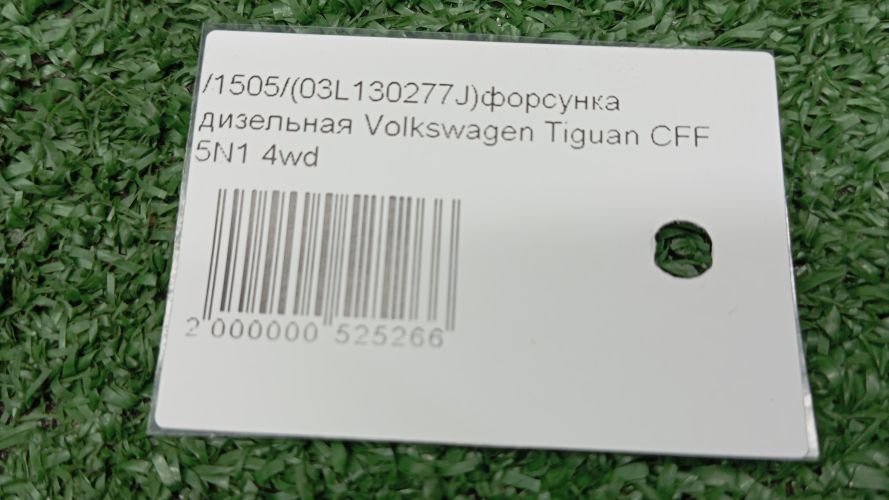 /1505/(03L130277J)форсунка
дизельная Volkswagen Tiguan CFF
5N1 4wd
2 000000 525266